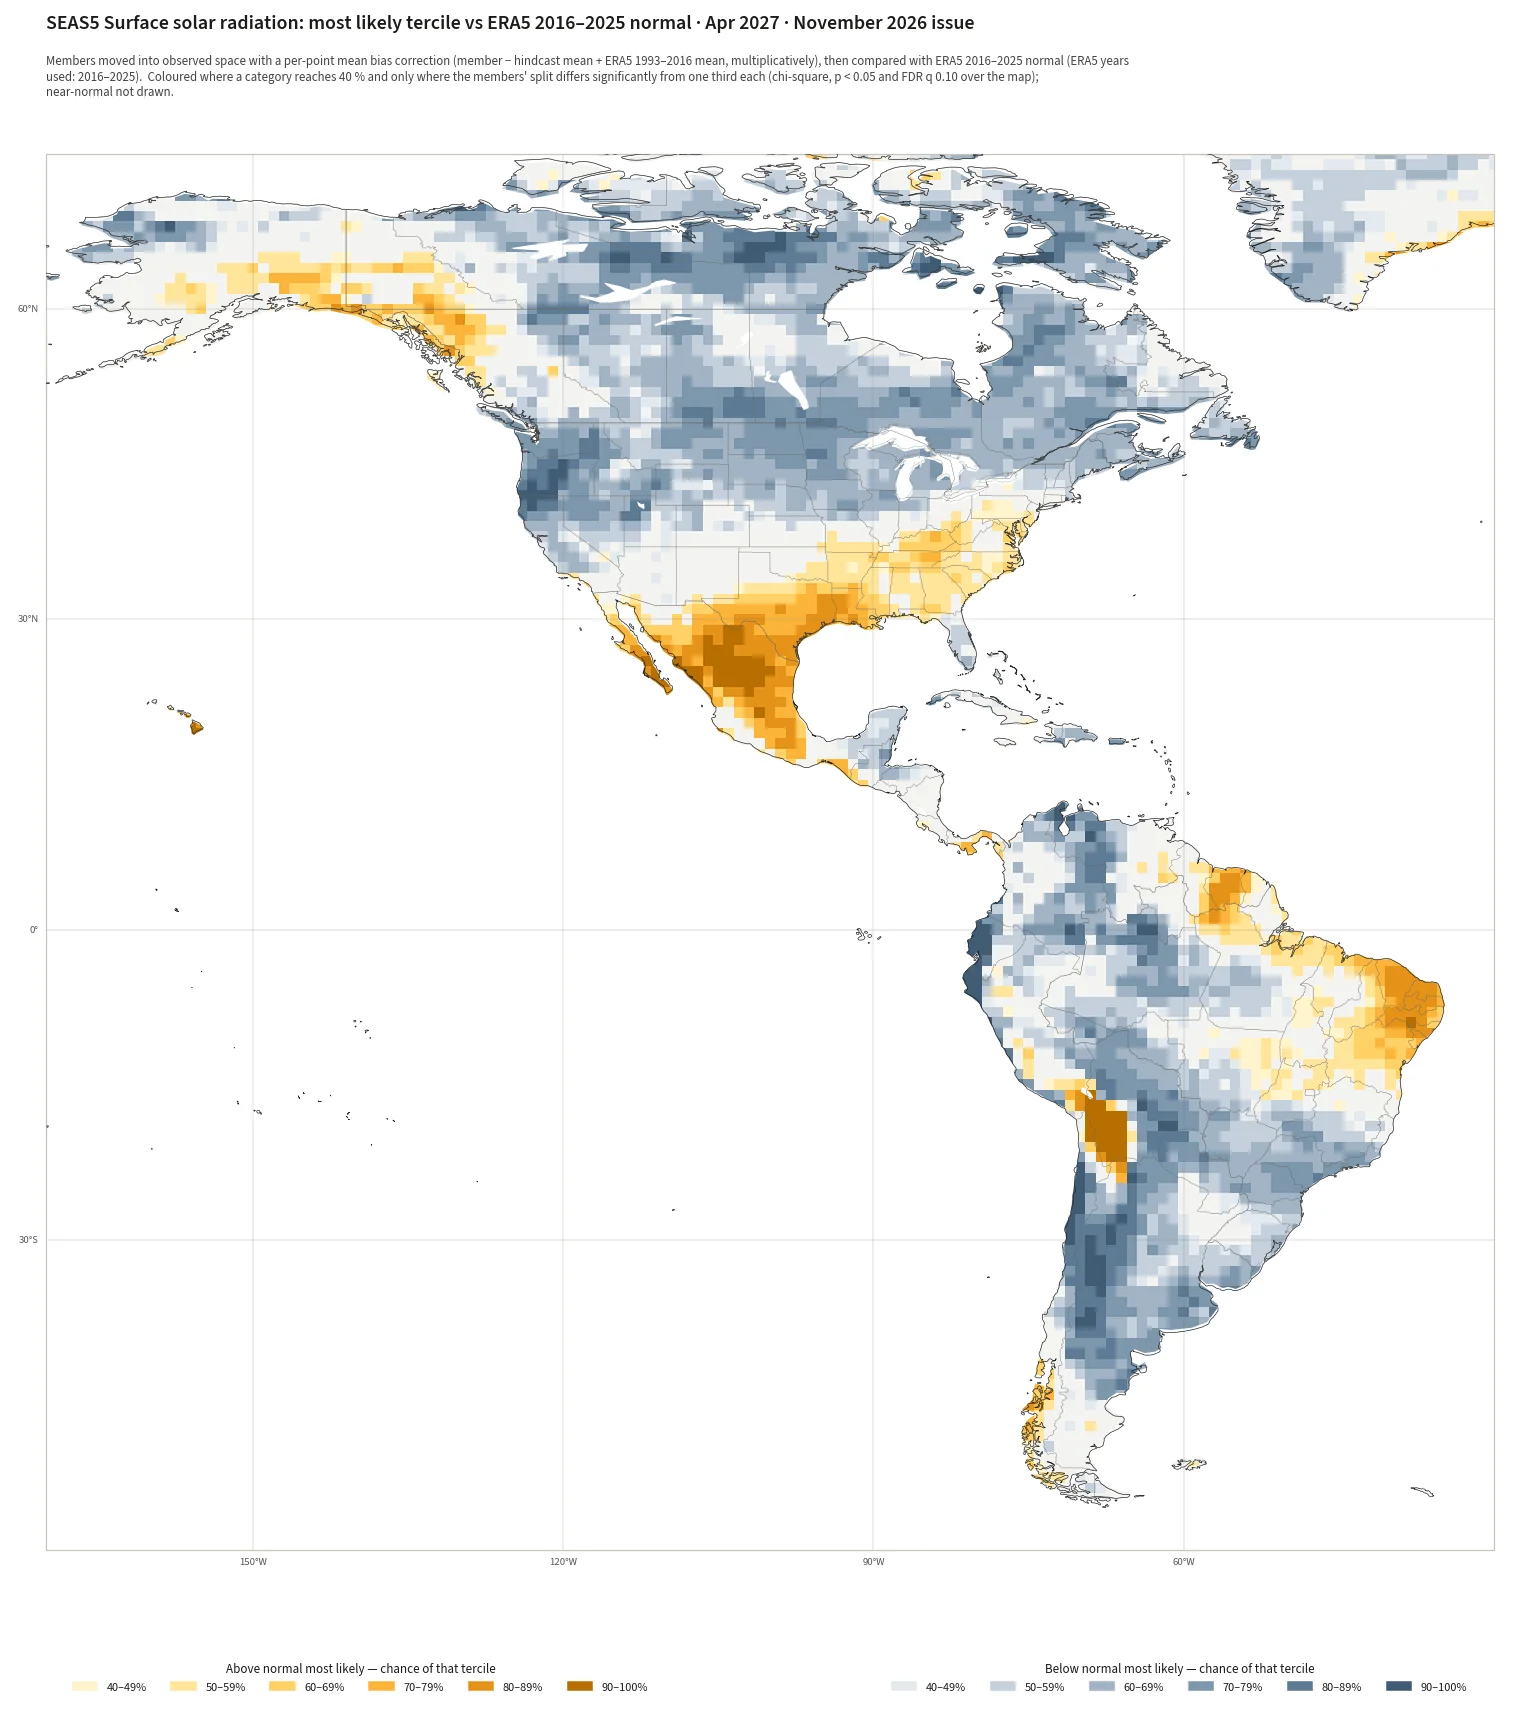 SEAS5 Surface solar radiation: most likely tercile vs ERA5 2016–2025 normal · Apr 2027 · November 2026 issue
Members moved into observed space with a per-point mean bias correction (member − hindcast mean + ERA5 1993–2016 mean, multiplicatively), then compared with ERA5 2016–2025 normal (ERA5 years
used: 2016–2025).  Coloured where a category reaches 40 % and only where the members' split differs significantly from one third each (chi-square, p < 0.05 and FDR q 0.10 over the map);
near-normal not drawn.
60°N
30°N
0°
30°S
150°W
120°W
90°W
60°W
Above normal most likely — chance of that tercile
40–49%
50–59%
60–69%
70–79%
80–89%
90–100%
Below normal most likely — chance of that tercile
40–49%
50–59%
60–69%
70–79%
80–89%
90–100%